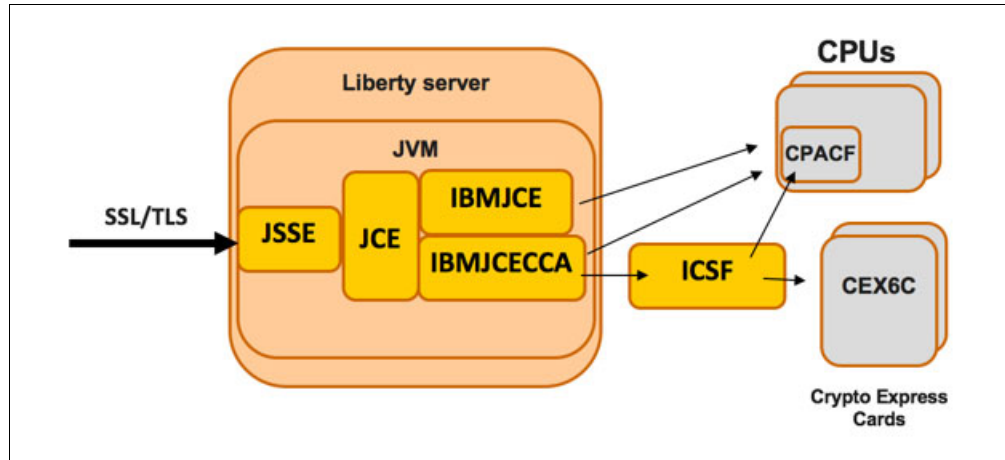 CPUs
Liberty server
JVM
CPACF
IBMJCE
SSL/TLS
JSSE
JCE
IBMJCECCA
ICSF
CEX6C
Crypto Express
Cards